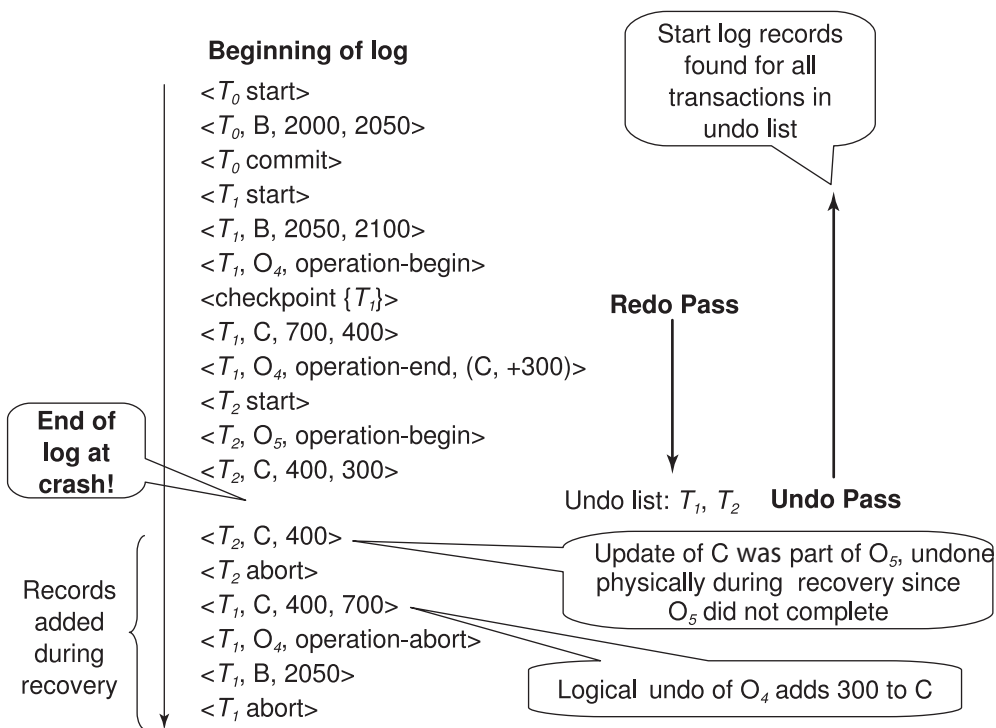 Beginning of log
<T₀ start>
<T₀, B, 2000, 2050>
<T₀ commit>
<T₁ start>
<T₁, B, 2050, 2100>
<T₁, O₄, operation-begin>
<checkpoint {T₁}>
<T₁, C, 700, 400>
<T₁, O₄, operation-end, (C, +300)>
<T₂ start>
<T₂, O₅, operation-begin>
<T₂, C, 400, 300>
End of
log at
crash!
Start log records
found for all
transactions in
undo list
Redo Pass
Undo list: T₁, T₂
Undo Pass
Records
added
during
recovery
<T₂, C, 400>
<T₂ abort>
<T₁, C, 400, 700>
<T₁, O₄, operation-abort>
<T₁, B, 2050>
<T₁ abort>
Update of C was part of O₅, undone
physically during recovery since
O₅ did not complete
Logical undo of O₄ adds 300 to C